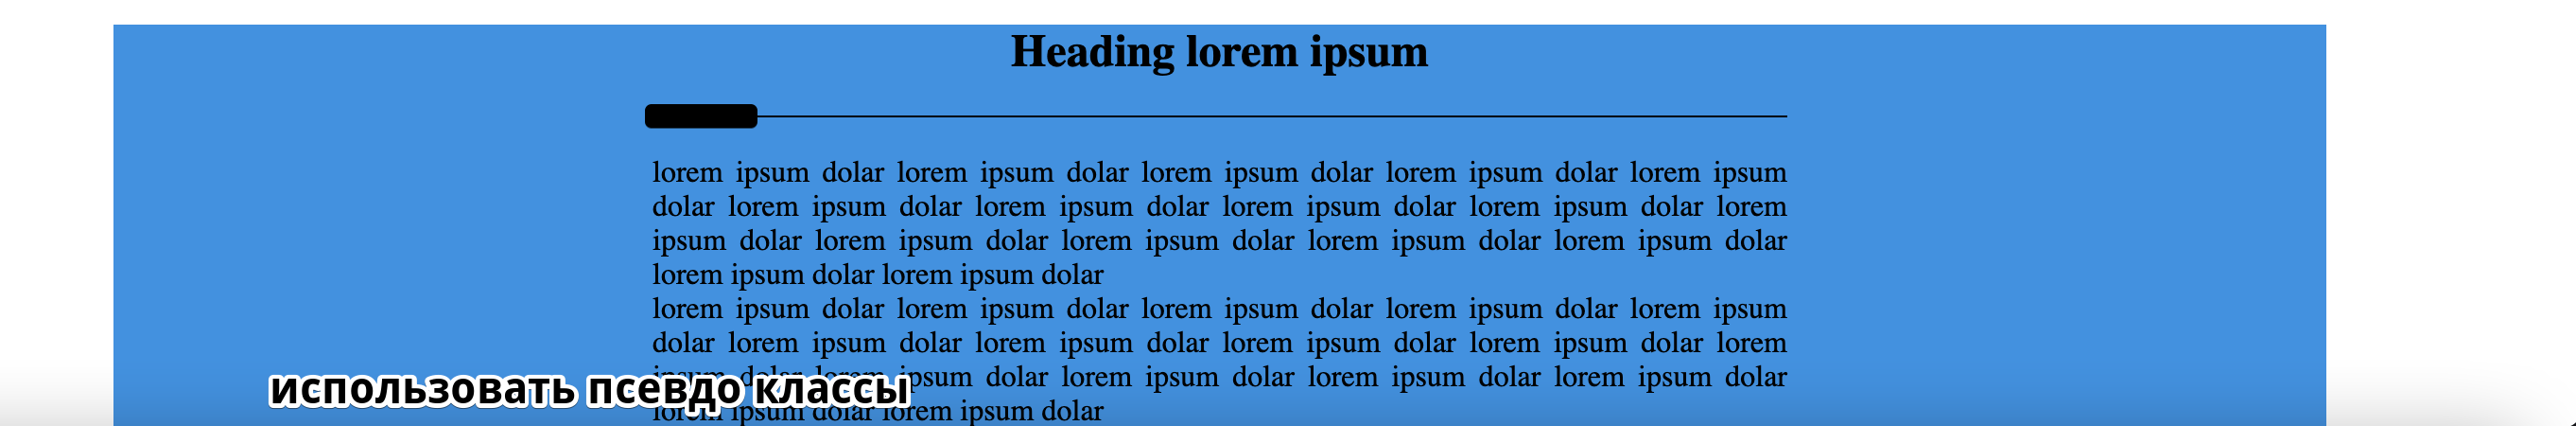 Heading lorem ipsum
lorem ipsum dolar lorem ipsum dolar lorem ipsum dolar lorem ipsum dolar lorem ipsum
dolar lorem ipsum dolar lorem ipsum dolar lorem ipsum dolar lorem ipsum dolar lorem
ipsum dolar lorem ipsum dolar lorem ipsum dolar lorem ipsum dolar lorem ipsum dolar
lorem ipsum dolar lorem ipsum dolar
lorem ipsum dolar lorem ipsum dolar lorem ipsum dolar lorem ipsum dolar lorem ipsum
dolar lorem ipsum dolar lorem ipsum dolar lorem ipsum dolar lorem ipsum dolar lorem
ipsum dolar lorem ipsum dolar lorem ipsum dolar lorem ipsum dolar lorem ipsum dolar
использовать псевдо классы
lorem ipsum dolar lorem ipsum dolar